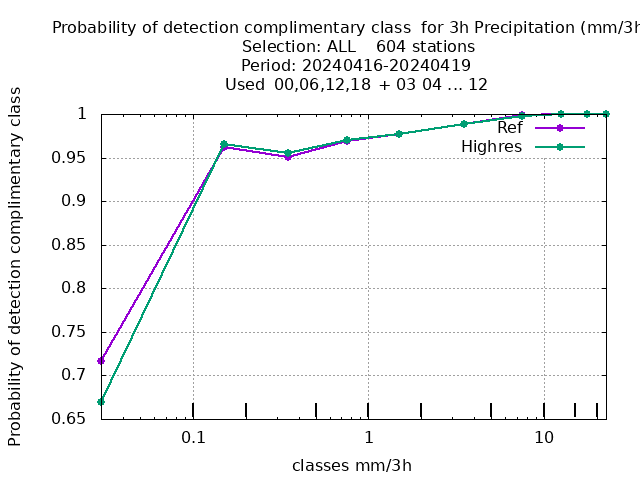 Probability of detection complimentary class  for 3h Precipitation (mm/3h
Selection: ALL    604 stations
Period: 20240416-20240419
Used  00,06,12,18  + 03 04 ... 12
Probability of detection complimentary class
1
0.95
0.9
0.85
0.8
0.75
0.7
0.65
Ref
Highres
0.1
1
10
classes mm/3h